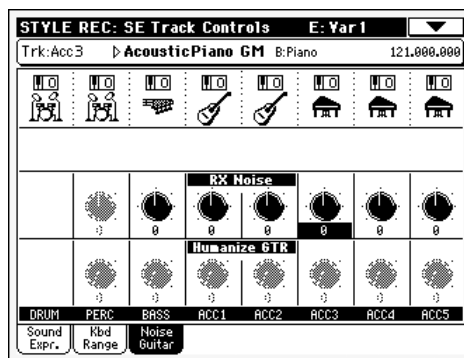 STYLE REC: SE Track Controls E: Var1
Trk:Acc3 AcousticPiano GM B:Piano 121.000.000
RX Noise
0 0 0 0 0 0
Humanize GTR
DRUM PERC BASS ACC1 ACC2 ACC3 ACC4 ACC5
Sound Expr. Kbd Range Noise Guitar